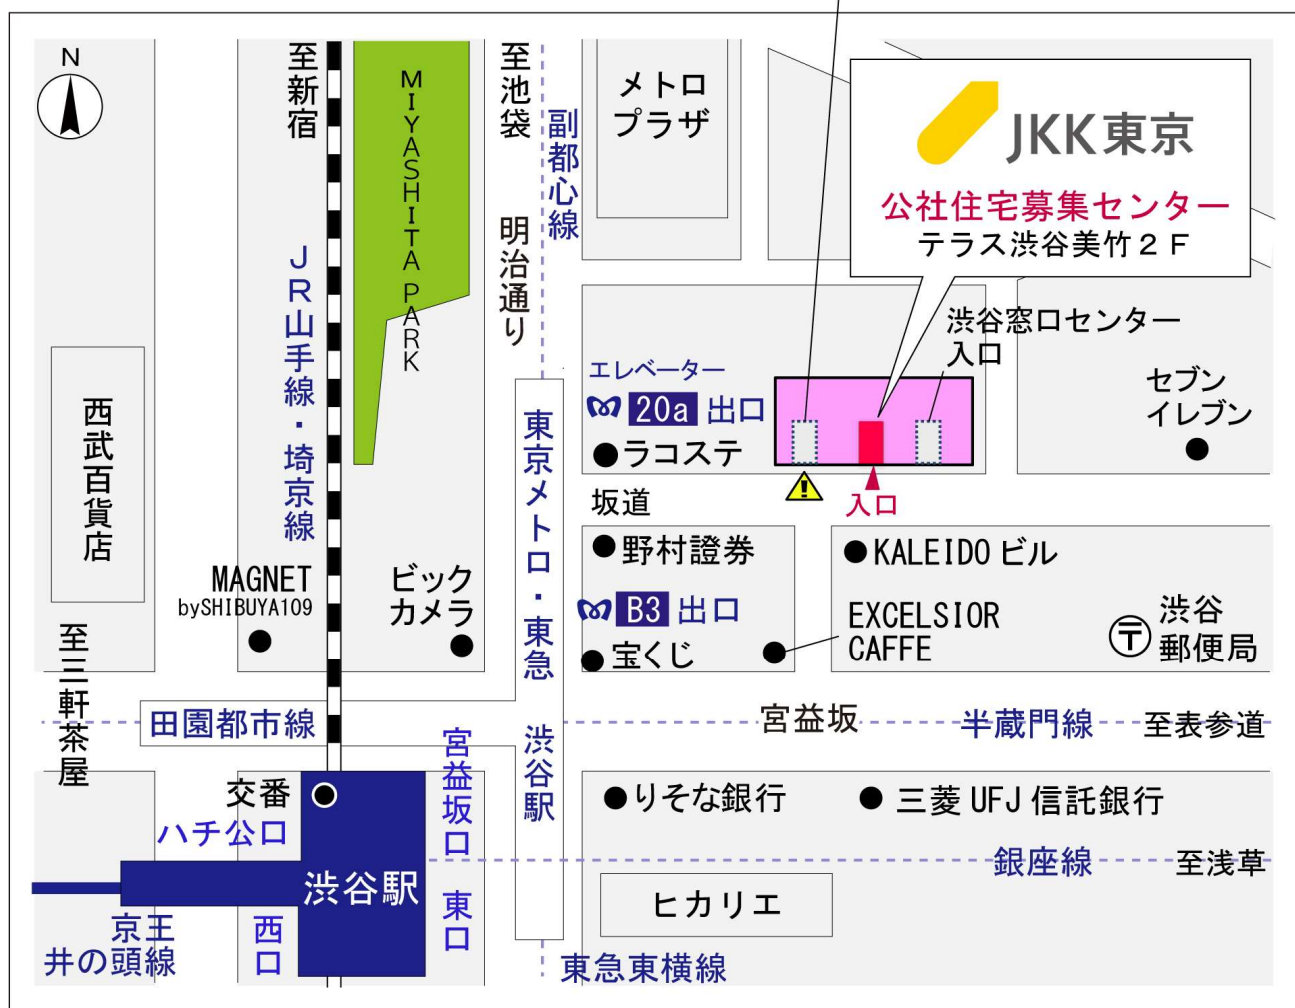 N
至新宿
MIYASHITA PARK
至池袋
副都心線
明治通り
メトロ
プラザ
JKK東京
公社住宅募集センター
テラス渋谷美竹２Ｆ
渋谷窓口センター
入口
JR山手線・埼京線
西武百貨店
エレベーター
20a 出口
ラコステ
セブン
イレブン
入口
坂道
東京メトロ・東急 渋谷駅
野村證券
B3 出口
宝くじ
KALEIDO ビル
EXCELSIOR
CAFFE
〒
渋谷
郵便局
MAGNET
bySHIBUYA109
ビック
カメラ
至三軒茶屋
田園都市線
宮益坂
半蔵門線
至表参道
宮益坂口
交番
ハチ公口
りそな銀行
三菱 UFJ 信託銀行
銀座線
至浅草
渋谷駅
東口
西口
ヒカリエ
京王
井の頭線
東急東横線